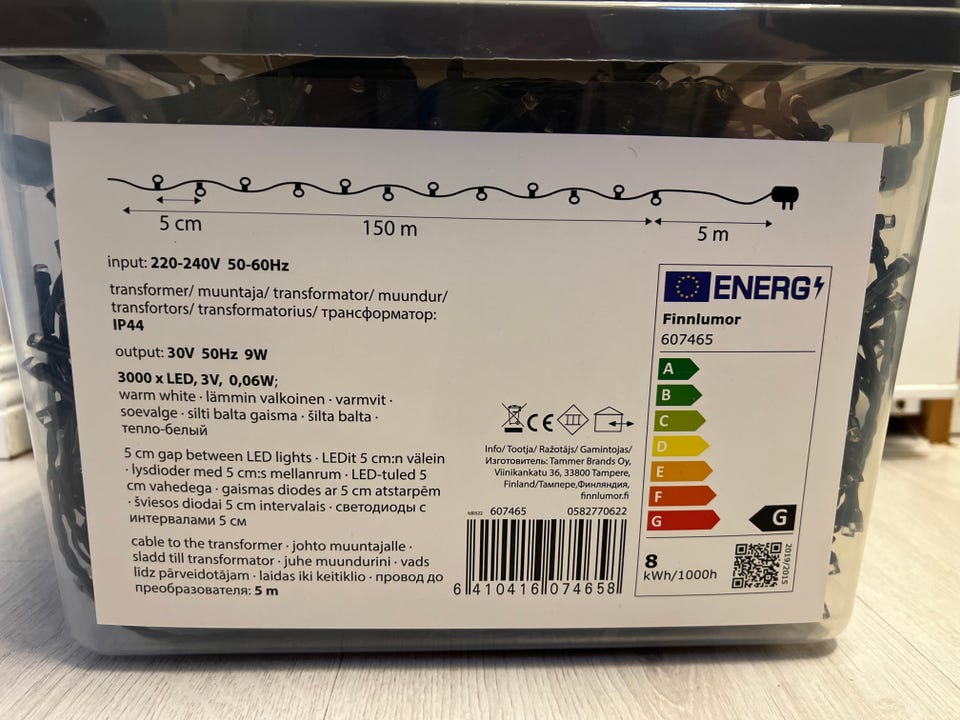 5 cm
150 m
5 m
input: 220-240V 50-60Hz
transformer/ muuntaja/ transformator/ muundur/
transfortors/ transformatorius/ трансформатор:
IP44
output: 30V 50Hz 9W
3000 x LED, 3V, 0,06W;
warm white · lämmin valkoinen · varmvit ·
soevalge · silti balta gaisma · šilta balta ·
тепло-белый
5 cm gap between LED lights · LEDit 5 cm:n välein
· lysdioder med 5 cm:s mellanrum · LED-tuled 5
cm vahedega · gaismas diodes ar 5 cm atstarpēm
· šviesos diodai 5 cm intervalais · светодиоды с
интервалами 5 см
cable to the transformer · johto muuntajalle ·
sladd till transformator · juhe muundurini · vads
līdz pārveidotājam · laidas iki keitiklio · провод до
преобразователя: 5 m
CE
III
Info/ Tootja/ Ražotājs/ Gamintojas/
Изготовитель: Tammer Brands Oy,
Viinikankatu 36, 33800 Tampere,
Finland/Тампере,Финляндия,
finnlumor.fi
607465 0582770622
6 410416 074658
ENERG
Finnlumor
607465
A
B
C
D
E
F
G
G
8
kWh/1000h
2019/2015